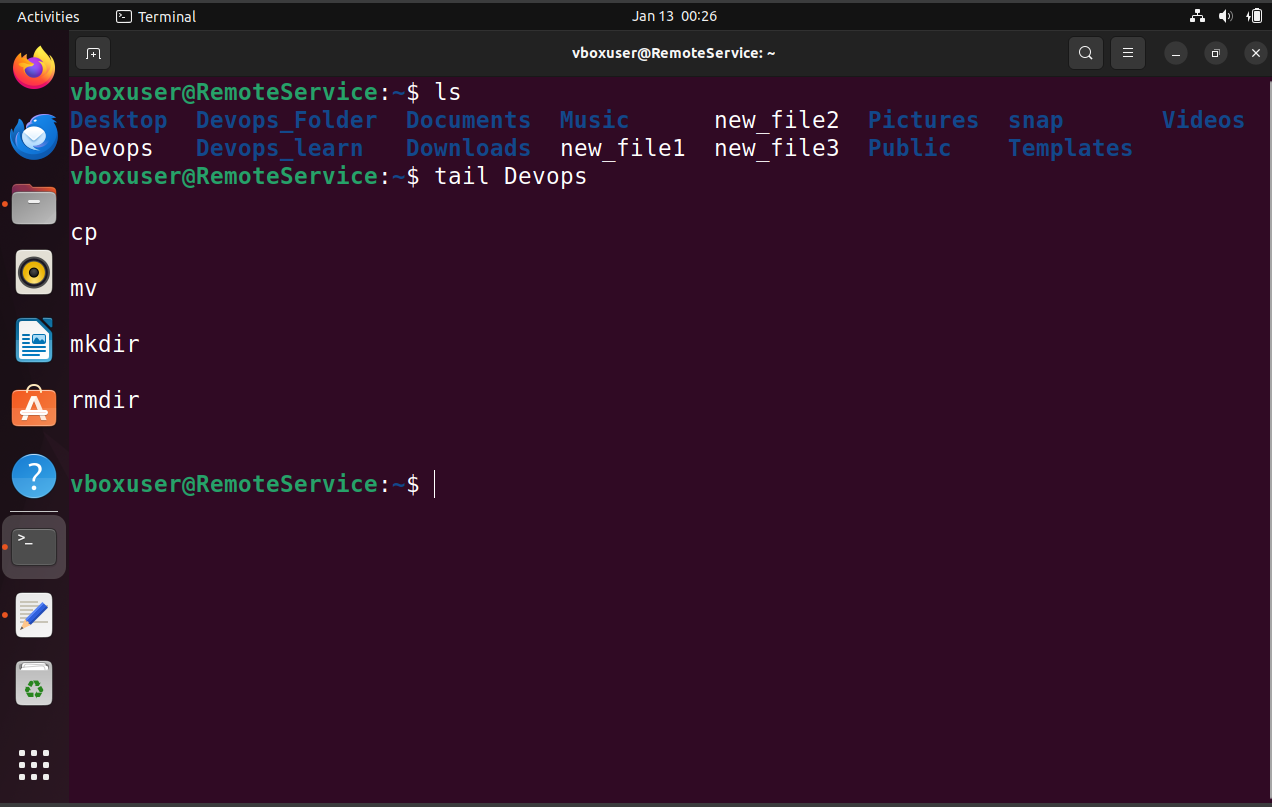 Activities Terminal Jan 13 00:26
vboxuser@RemoteService: ~
vboxuser@RemoteService:~$ ls
Desktop Devops_Folder Documents Music new_file2 Pictures snap Videos
Devops Devops_learn Downloads new_file1 new_file3 Public Templates
vboxuser@RemoteService:~$ tail Devops
cp
mv
mkdir
rmdir
vboxuser@RemoteService:~$